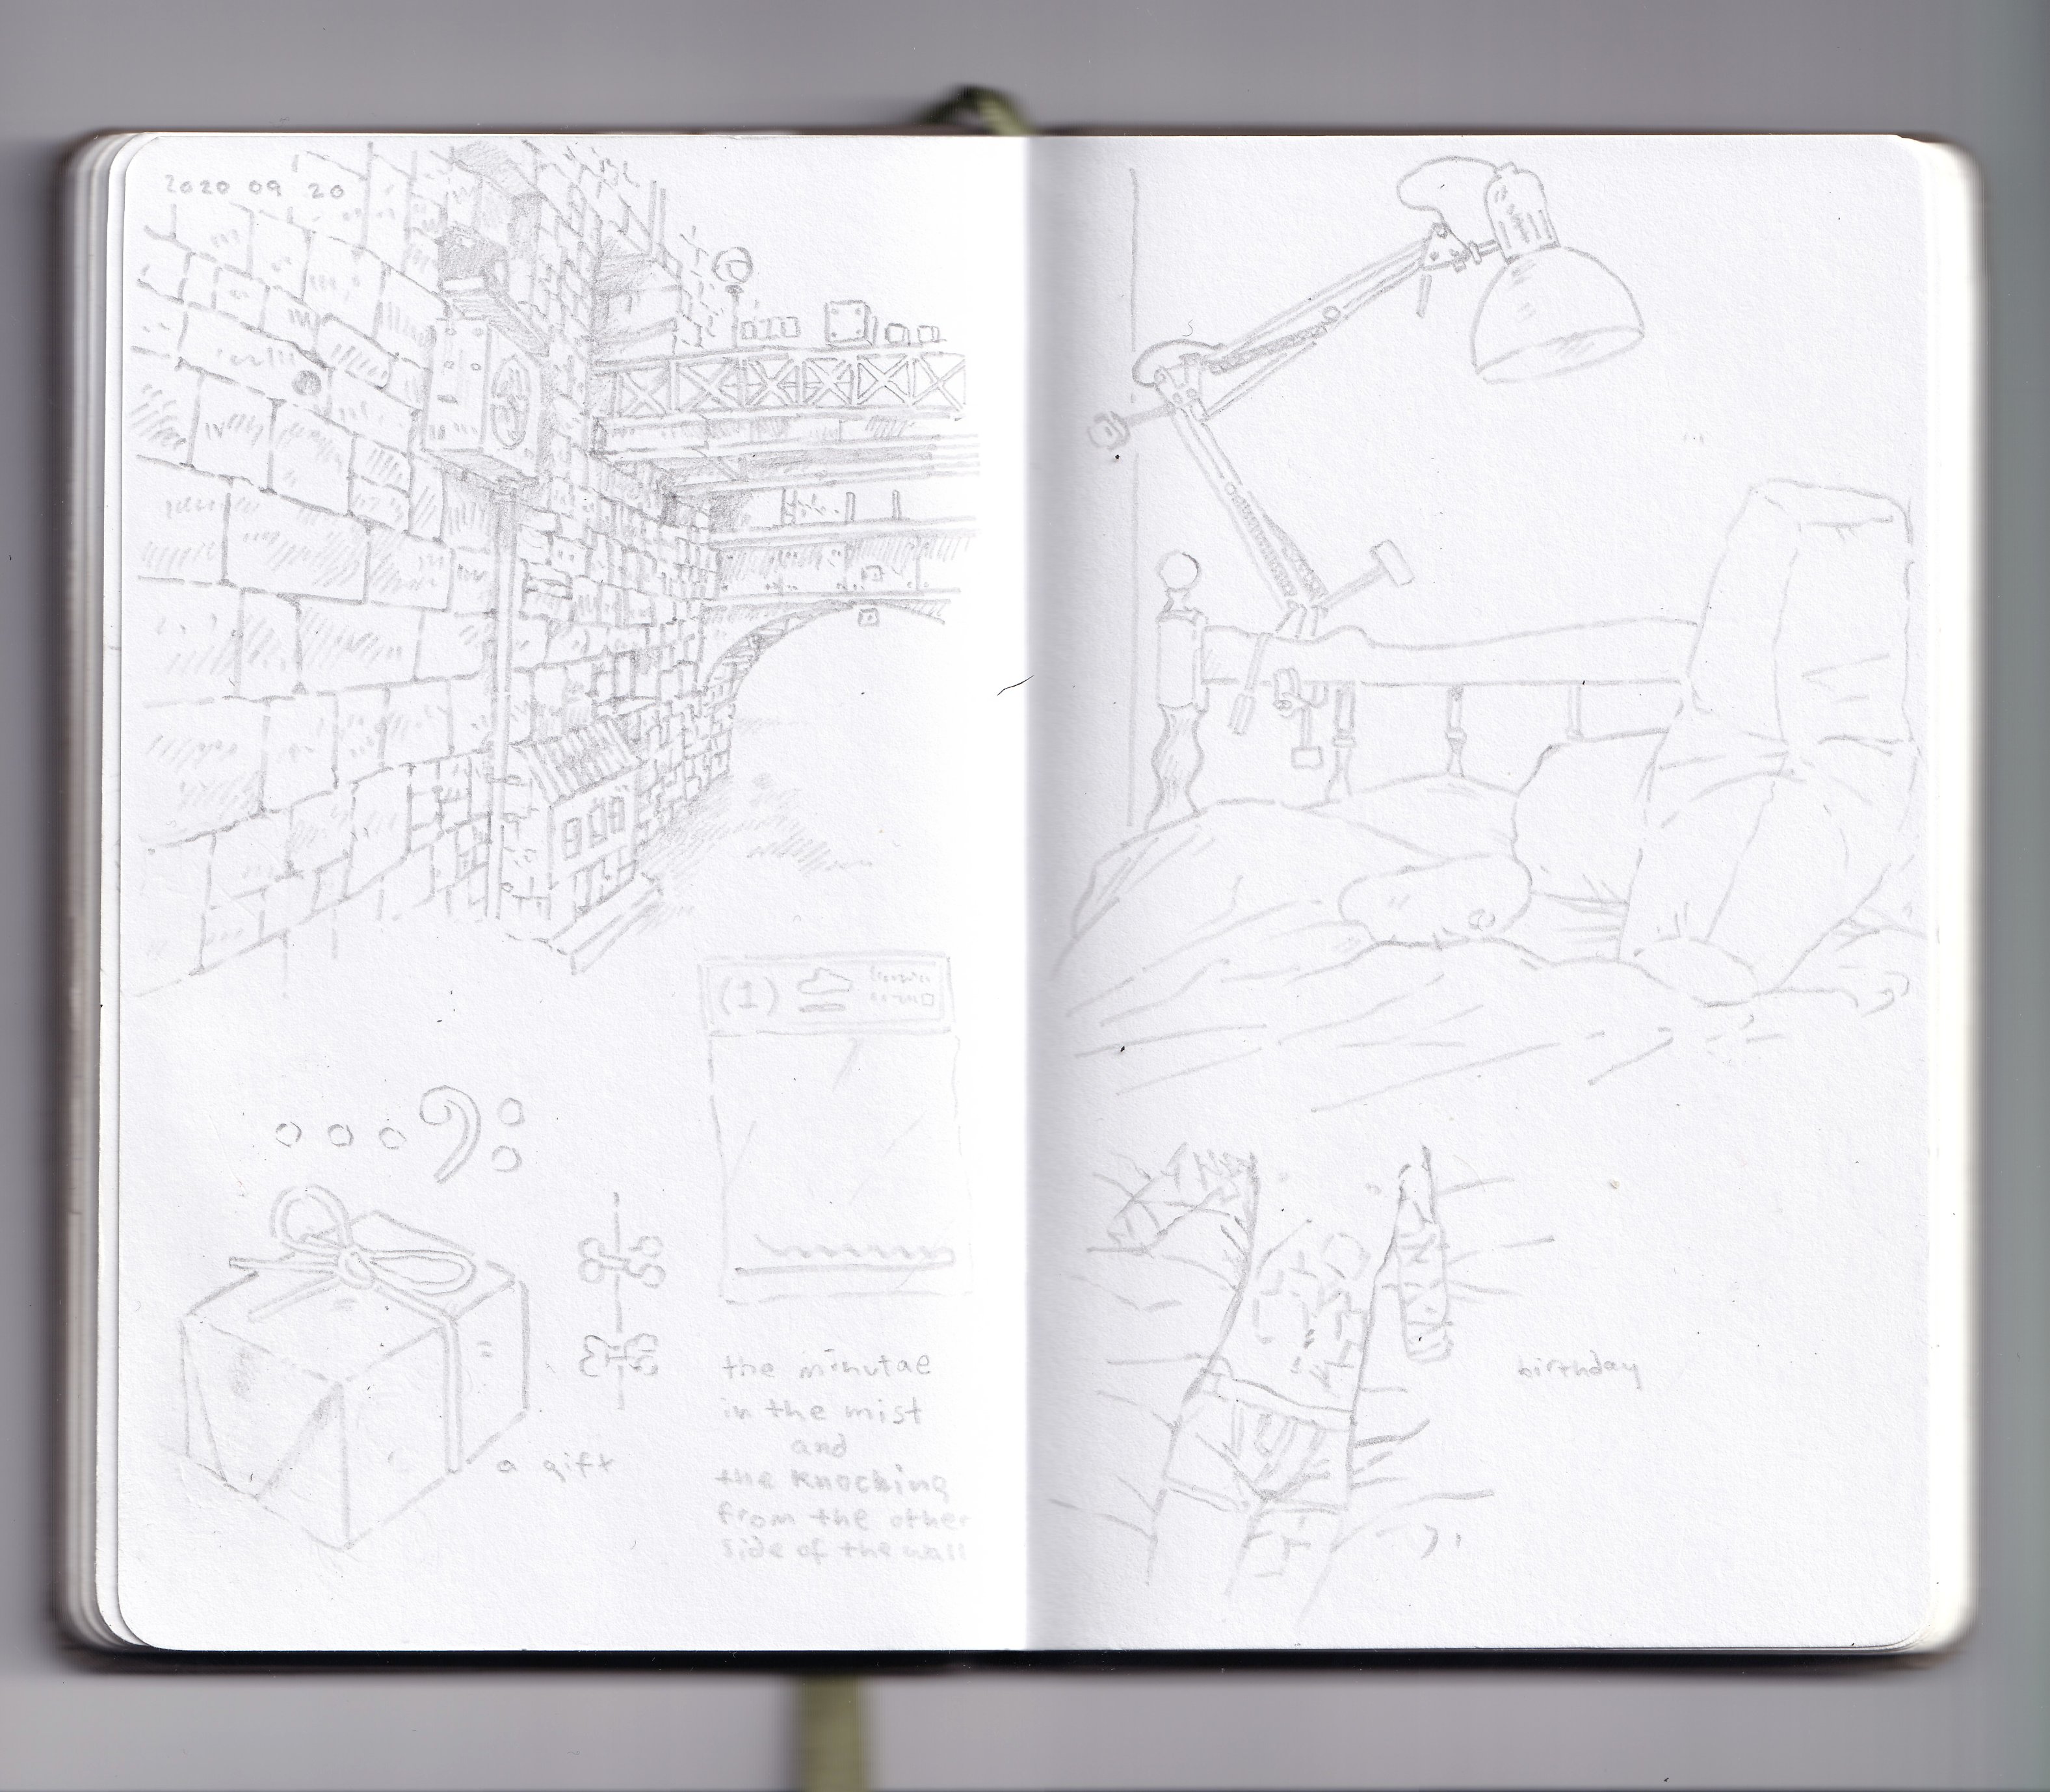 2020 09 20
(1)
a gift
the minutae
in the mist
and
the knocking
from the other
side of the wall
birthday